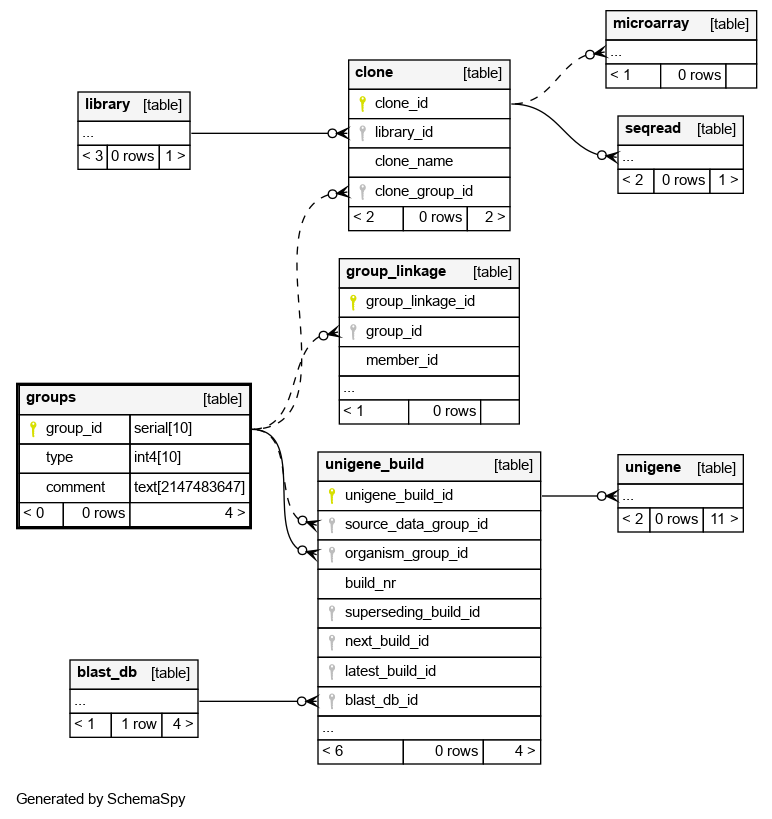 microarray [table]
...
< 1 0 rows
clone [table]
clone_id
library_id
clone_name
clone_group_id
< 2 0 rows 2 >
library [table]
...
< 3 0 rows 1 >
seqread [table]
...
< 2 0 rows 1 >
group_linkage [table]
group_linkage_id
group_id
member_id
...
< 1 0 rows
groups [table]
group_id serial[10]
type int4[10]
comment text[2147483647]
< 0 0 rows 4 >
unigene_build [table]
unigene_build_id
source_data_group_id
organism_group_id
build_nr
superseding_build_id
next_build_id
latest_build_id
blast_db_id
...
< 6 0 rows 4 >
unigene [table]
...
< 2 0 rows 11 >
blast_db [table]
...
< 1 1 row 4 >
Generated by SchemaSpy